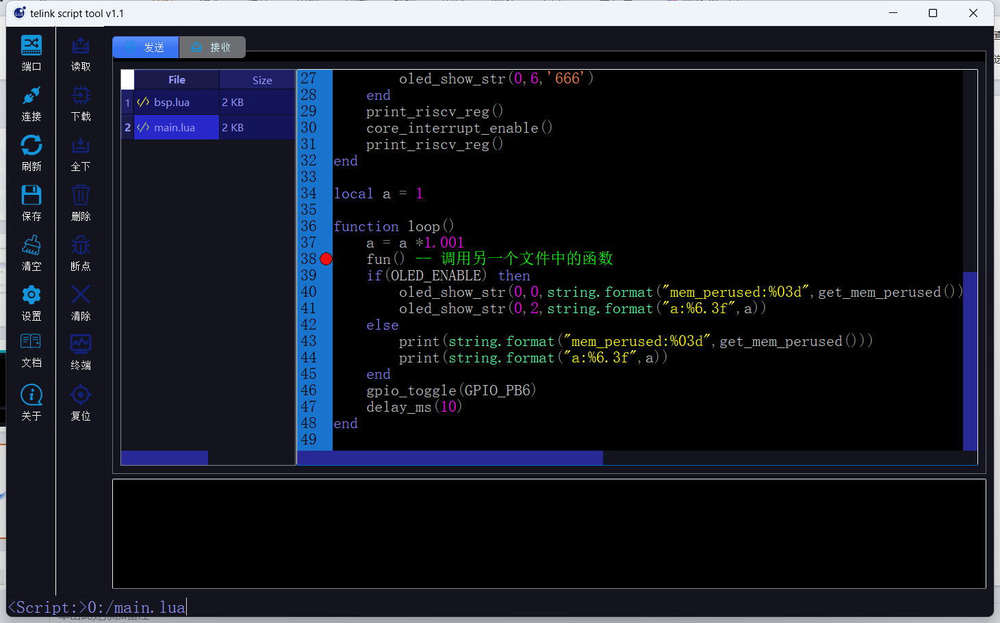 telink script tool v1.1
端口
连接
刷新
保存
清空
设置
文档
关于
读取
下载
全下
删除
断点
清除
终端
复位
发送
接收
File Size
1 bsp.lua 2 KB
2 main.lua 2 KB
27         oled_show_str(0,6,'666')
28     end
29     print_riscv_reg()
30     core_interrupt_enable()
31     print_riscv_reg()
32 end
33
34 local a = 1
35
36 function loop()
37     a = a *1.001
38     fun() -- 调用另一个文件中的函数
39     if(OLED_ENABLE) then
40         oled_show_str(0,0,string.format("mem_perused:%03d",get_mem_perused())
41         oled_show_str(0,2,string.format("a:%6.3f",a))
42     else
43         print(string.format("mem_perused:%03d",get_mem_perused()))
44         print(string.format("a:%6.3f",a))
45     end
46     gpio_toggle(GPIO_PB6)
47     delay_ms(10)
48 end
49
<Script:>0:/main.lua